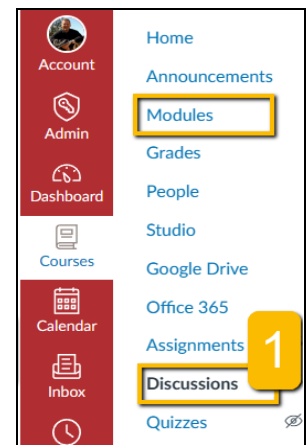 Account
Admin
Dashboard
Courses
Calendar
Inbox
Home
Announcements
Modules
Grades
People
Studio
Google Drive
Office 365
Assignments
1
Discussions
Quizzes